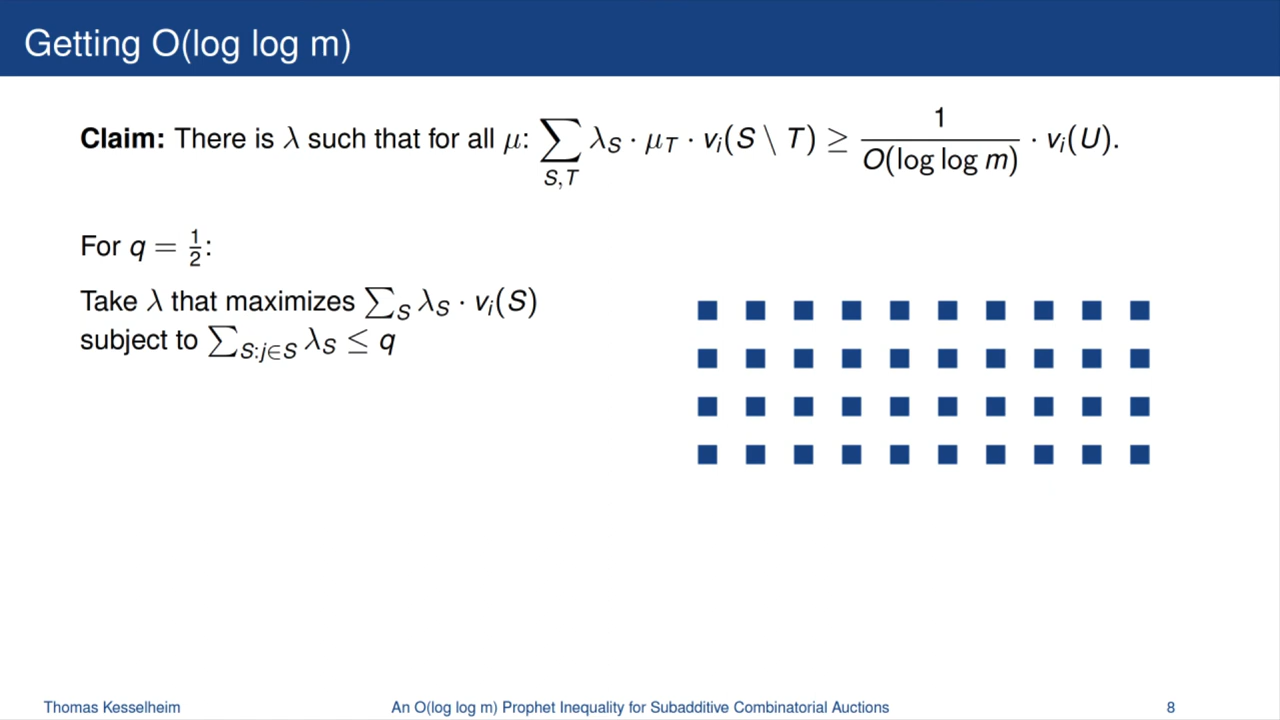 Getting O(log log m)
Claim: There is λ such that for all μ: ∑_{S,T} λ_S · μ_T · v_i(S \ T) ≥ 1/O(log log m) · v_i(U).
For q = 1/2:
Take λ that maximizes ∑_S λ_S · v_i(S)
subject to ∑_{S:j∈S} λ_S ≤ q
Thomas Kesselheim An O(log log m) Prophet Inequality for Subadditive Combinatorial Auctions 8